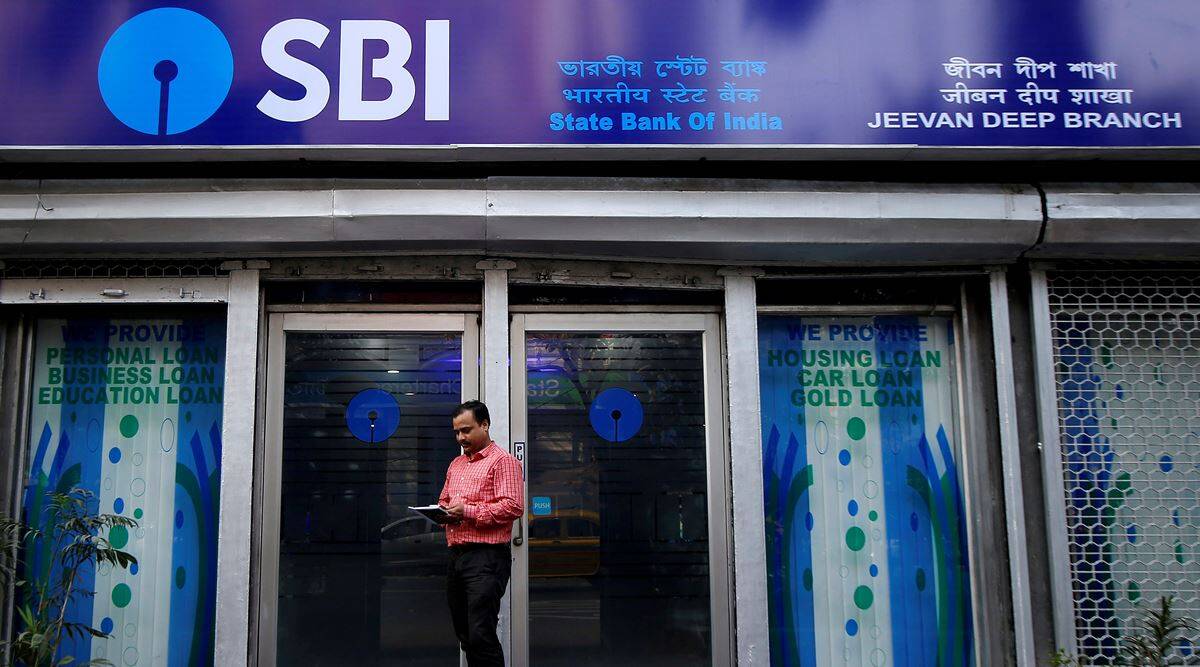 SBI
ভারতীয় স্টেট ব্যাঙ্ক
भारतीय स्टेट बैंक
State Bank Of India
জীবন দীপ শাখা
जीबन दीप शाखा
JEEVAN DEEP BRANCH
WE PROVIDE
PERSONAL LOAN
BUSINESS LOAN
EDUCATION LOAN
PUSH
WE PROVIDE
HOUSING LOAN
CAR LOAN
GOLD LOAN